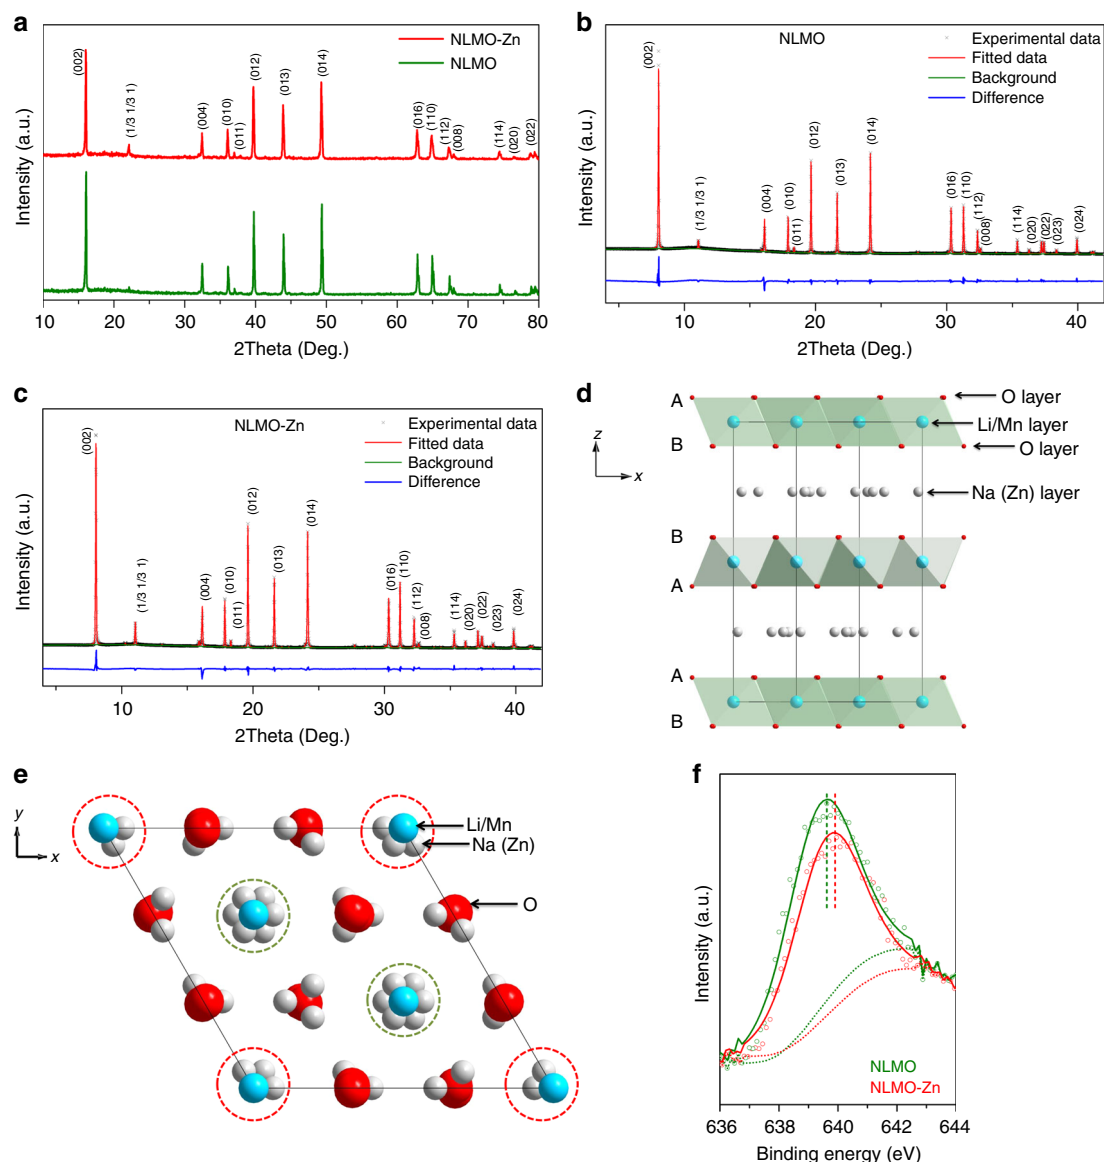 a
NLMO-Zn
NLMO
(002)
(1/3 1/3 1)
(004)
(010)
(011)
(012)
(013)
(014)
(016)
(110)
(112)
(008)
(114)
(020)
(022)
Intensity (a.u.)
10 20 30 40 50 60 70 80
2Theta (Deg.)
b
NLMO
Experimental data
Fitted data
Background
Difference
(002)
(1/3 1/3 1)
(004)
(010)
(011)
(012)
(013)
(014)
(016)
(110)
(112)
(008)
(114)
(020)
(022)
(023)
(024)
Intensity (a.u.)
10 20 30 40
2Theta (Deg.)
c
NLMO-Zn
Experimental data
Fitted data
Background
Difference
(002)
(1/3 1/3 1)
(004)
(010)
(011)
(012)
(013)
(014)
(016)
(110)
(112)
(008)
(114)
(020)
(022)
(023)
(024)
Intensity (a.u.)
10 20 30 40
2Theta (Deg.)
d
A
O layer
Li/Mn layer
B
O layer
z
x
Na (Zn) layer
B
A
A
B
e
y
x
Li/Mn
Na (Zn)
O
f
Intensity (a.u.)
NLMO
NLMO-Zn
636 638 640 642 644
Binding energy (eV)